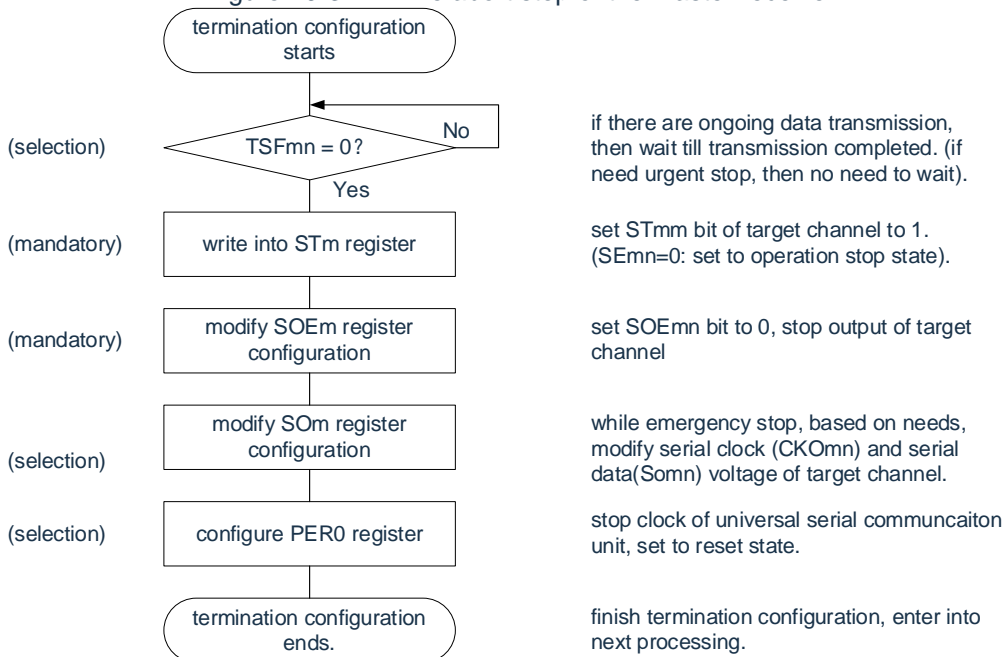 termination configuration
starts
(selection)
TSFmn = 0?
No
Yes
if there are ongoing data transmission,
then wait till transmission completed. (if
need urgent stop, then no need to wait).
(mandatory)
write into STm register
set STmm bit of target channel to 1.
(SEmn=0: set to operation stop state).
(mandatory)
modify SOEm register
configuration
set SOEmn bit to 0, stop output of target
channel
(selection)
modify SOm register
configuration
while emergency stop, based on needs,
modify serial clock (CKOmn) and serial
data(Somn) voltage of target channel.
(selection)
configure PER0 register
stop clock of universal serial communcaiton
unit, set to reset state.
termination configuration
ends.
finish termination configuration, enter into
next processing.